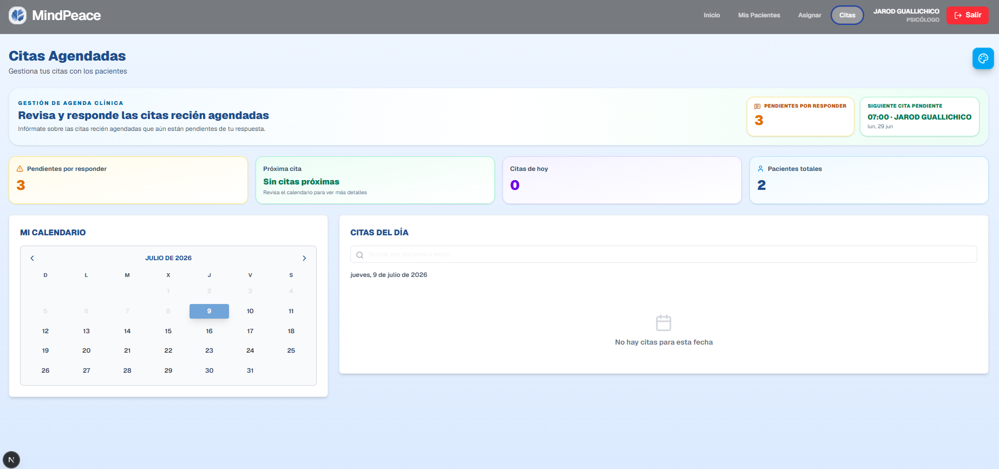 MindPeace
Inicio
Mis Pacientes
Asignar
Citas
JAROD GUALLICHICO
PSICÓLOGO
Salir
Citas Agendadas
Gestiona tus citas con los pacientes
GESTIÓN DE AGENDA CLÍNICA
Revisa y responde las citas recién agendadas
Infórmate sobre las citas recién agendadas que aún están pendientes de tu respuesta.
PENDIENTES POR RESPONDER
3
SIGUIENTE CITA PENDIENTE
07:00 · JAROD GUALLICHICO
lun, 29 jun
Pendientes por responder
3
Próxima cita
Sin citas próximas
Revisa el calendario para ver más detalles
Citas de hoy
0
Pacientes totales
2
MI CALENDARIO
JULIO DE 2026
D L M X J V S
1 2 3 4
5 6 7 8 9 10 11
12 13 14 15 16 17 18
19 20 21 22 23 24 25
26 27 28 29 30 31
CITAS DEL DÍA
Buscar por paciente o email...
jueves, 9 de julio de 2026
No hay citas para esta fecha
N